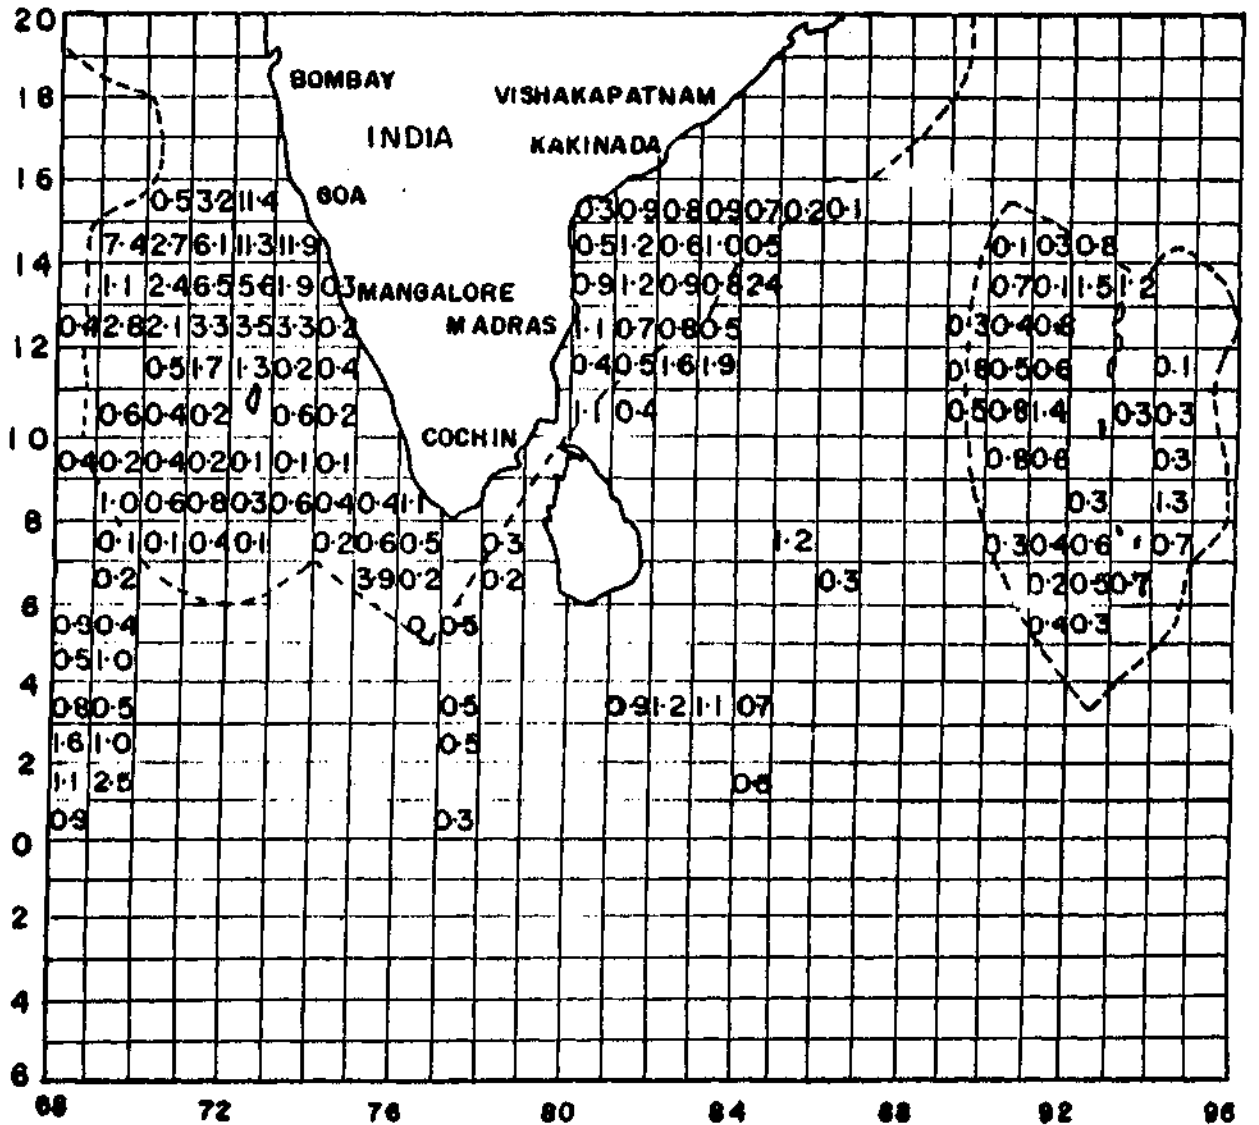 20
BOMBAY
18 VISHAKAPATNAM
INDIA KAKINADA
16
GOA
0.5 3.2 11.4 0.3 0.9 0.8 0.9 0.7 0.2 0.1
7.4 2.7 6.1 11.3 11.9 0.5 1.2 0.6 1.0 0.5 0.1 0.3 0.8
14
1.1 2.4 6.5 5.6 1.9 0.3 MANGALORE 0.9 1.2 0.9 0.8 2.4 0.7 0.1 1.5 1.2
0.4 2.8 2.1 3.3 3.5 3.3 0.2 MADRAS 1.1 0.7 0.8 0.5 0.3 0.4 0.6
12
0.5 1.7 1.3 0.2 0.4 0.4 0.5 1.6 1.9 0.5 0.6 0.1
0.6 0.4 0.2 0.6 0.2 1.1 0.4 0.5 0.8 1.4 0.3 0.3
10 COCHIN
0.4 0.2 0.4 0.2 0.1 0.1 0.1 0.8 0.6 0.3
1.0 0.6 0.8 0.3 0.6 0.4 0.4 1.1 0.3 1.3
8
0.1 0.1 0.4 0.1 0.2 0.6 0.5 0.3 1.2 0.3 0.4 0.6 0.7
0.2 3.9 0.2 0.2 0.3 0.2 0.5 0.7
6
0.9 0.4 0.5 0.4 0.3
0.5 1.0
4
0.8 0.5 0.5 0.9 1.2 1.1 0.7
1.6 1.0 0.5
2
1.1 2.5 0.6
0.9 0.3
0
2
4
6
68 72 76 80 84 88 92 96